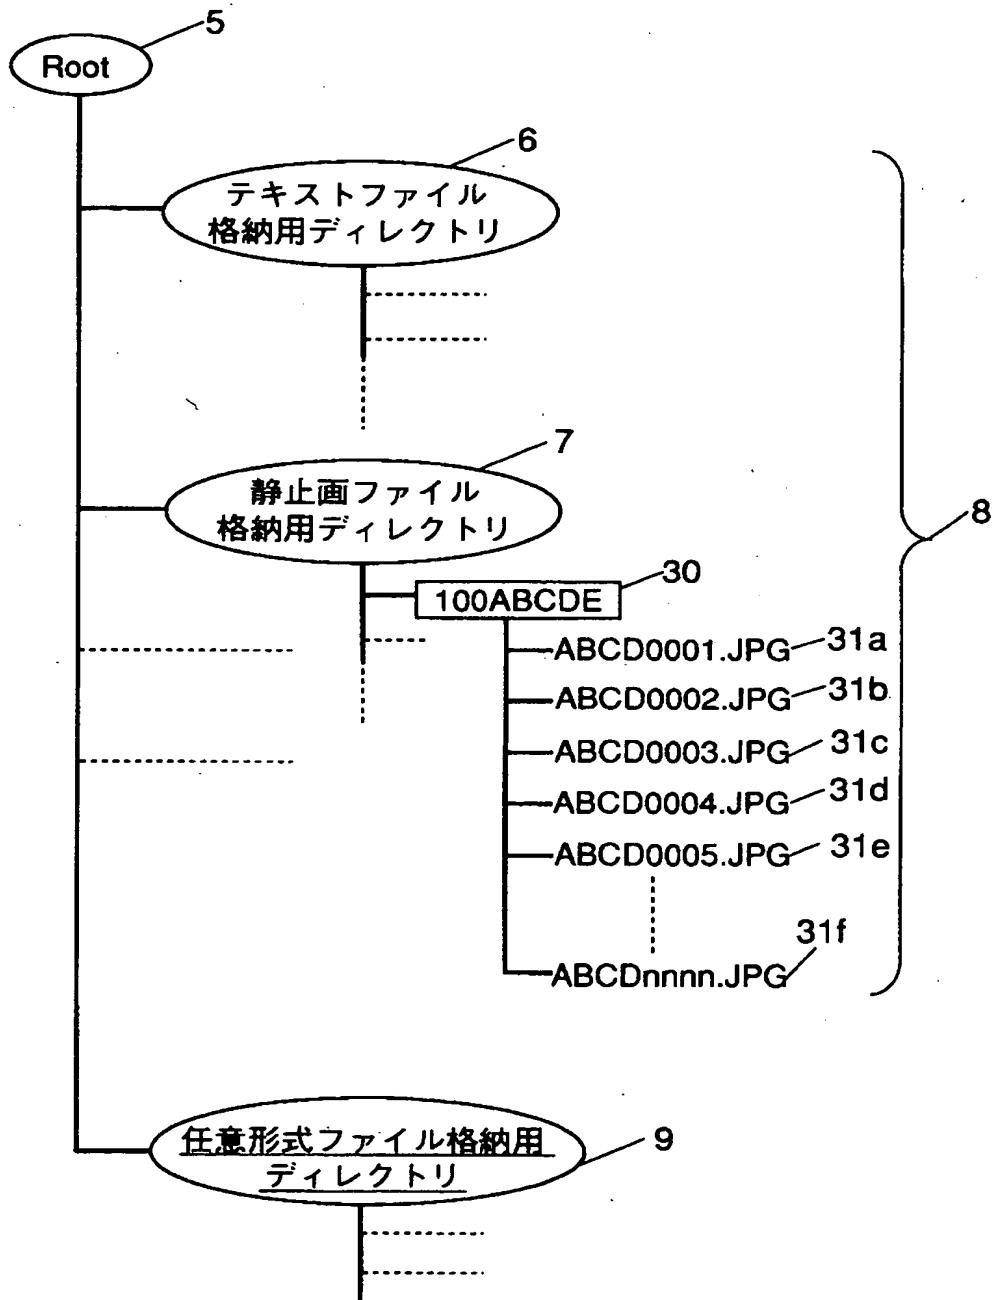 5
Root
6
テキストファイル
格納用ディレクトリ
7
静止画ファイル
格納用ディレクトリ
8
30
100ABCDE
ABCD0001.JPG 31a
ABCD0002.JPG 31b
ABCD0003.JPG 31c
ABCD0004.JPG 31d
ABCD0005.JPG 31e
31f
ABCDnnnn.JPG
任意形式ファイル格納用
ディレクトリ
9